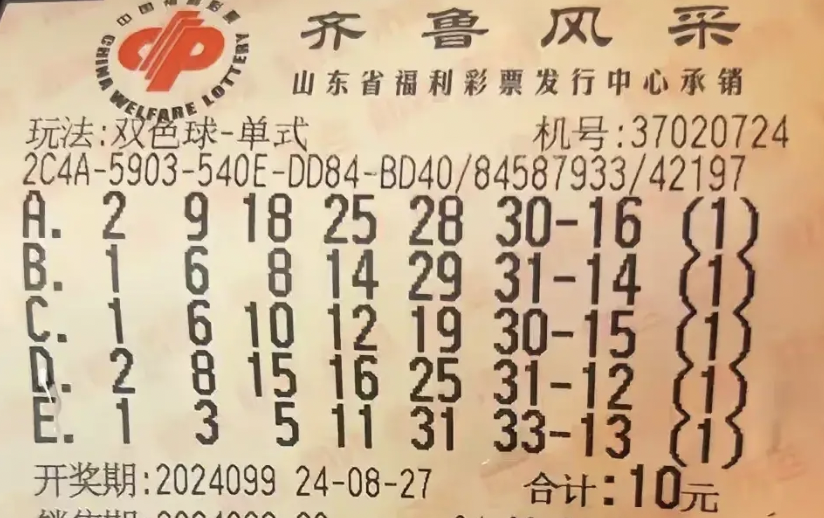 中国福利彩票
CHINA WELFARE LOTTERY
齐鲁风采
山东省福利彩票发行中心承销
玩法:双色球-单式 机号:37020724
2C4A-5903-540E-DD84-BD40/84587933/42197
A. 2 9 18 25 28 30-16 (1)
B. 1 6 8 14 29 31-14 (1)
C. 1 6 10 12 19 30-15 (1)
D. 2 8 15 16 25 31-12 (1)
E. 1 3 5 11 31 33-13 (1)
开奖期:2024099 24-08-27 合计:10元